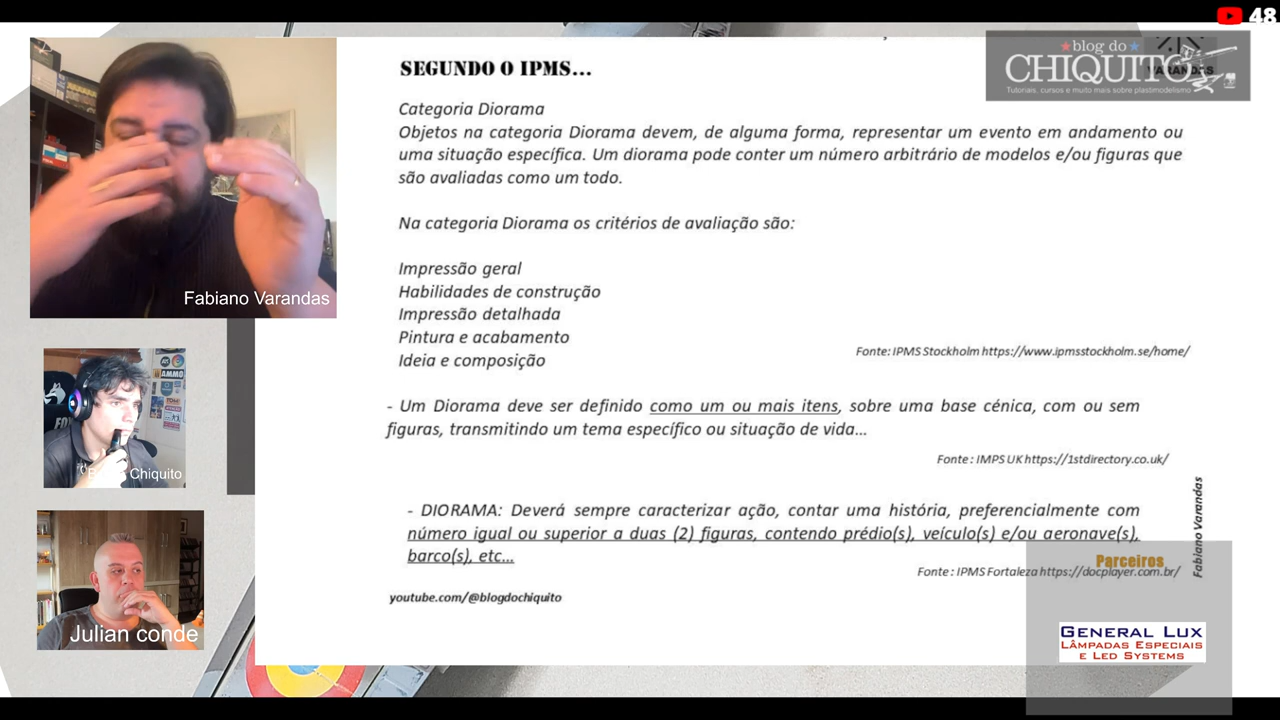 48
blog do
CHIQUITO
VARANDAS
Tutoriais, cursos e muito mais sobre plastimodelismo
SEGUNDO O IPMS...
Categoria Diorama
Objetos na categoria Diorama devem, de alguma forma, representar um evento em andamento ou
uma situação específica. Um diorama pode conter um número arbitrário de modelos e/ou figuras que
são avaliadas como um todo.
Na categoria Diorama os critérios de avaliação são:
Impressão geral
Habilidades de construção
Impressão detalhada
Pintura e acabamento
Ideia e composição
Fonte: IPMS Stockholm https://www.ipmsstockholm.se/home/
- Um Diorama deve ser definido como um ou mais itens, sobre uma base cénica, com ou sem
figuras, transmitindo um tema específico ou situação de vida...
Fonte : IMPS UK https://1stdirectory.co.uk/
- DIORAMA: Deverá sempre caracterizar ação, contar uma história, preferencialmente com
número igual ou superior a duas (2) figuras, contendo prédio(s), veículo(s) e/ou aeronave(s),
barco(s), etc...
Fonte : IPMS Fortaleza https://docplayer.com.br/
youtube.com/@blogdochiquito
Fabiano Varandas
Fabiano Varandas
AMMO
Chiquito
Julian conde
Parceiros
GENERAL LUX
LÂMPADAS ESPECIAIS
E LED SYSTEMS